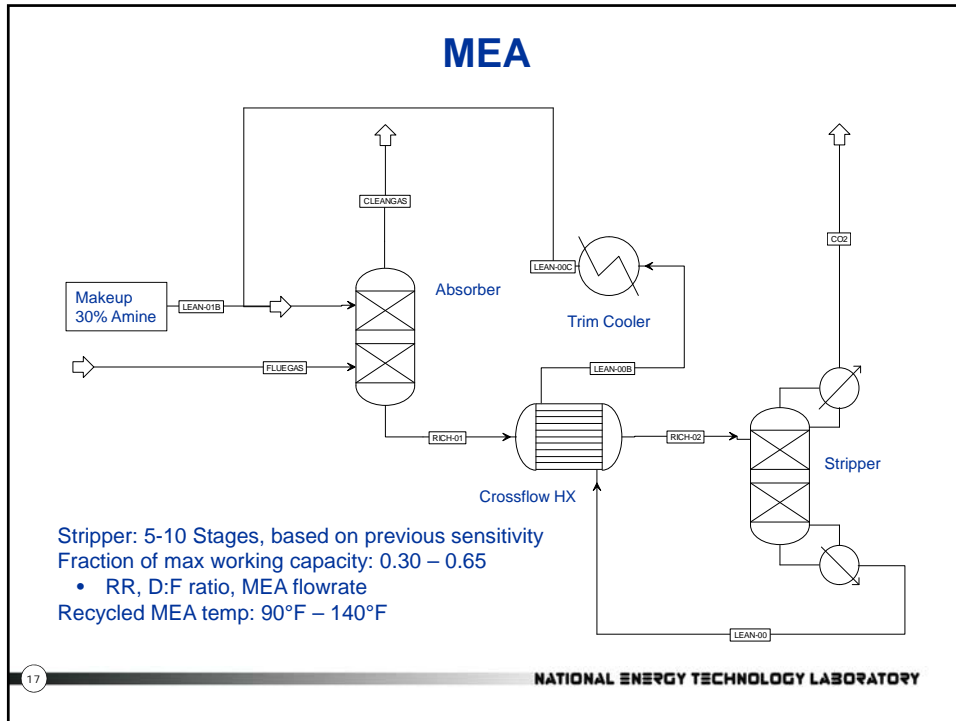 MEA
CLEANGAS
CO2
LEAN-00C
Absorber
Makeup
30% Amine
LEAN-01B
Trim Cooler
FLUEGAS
LEAN-00B
RICH-01
RICH-02
Stripper
Crossflow HX
Stripper: 5-10 Stages, based on previous sensitivity
Fraction of max working capacity: 0.30 – 0.65
• RR, D:F ratio, MEA flowrate
Recycled MEA temp: 90°F – 140°F
LEAN-00
17
NATIONAL ENERGY TECHNOLOGY LABORATORY